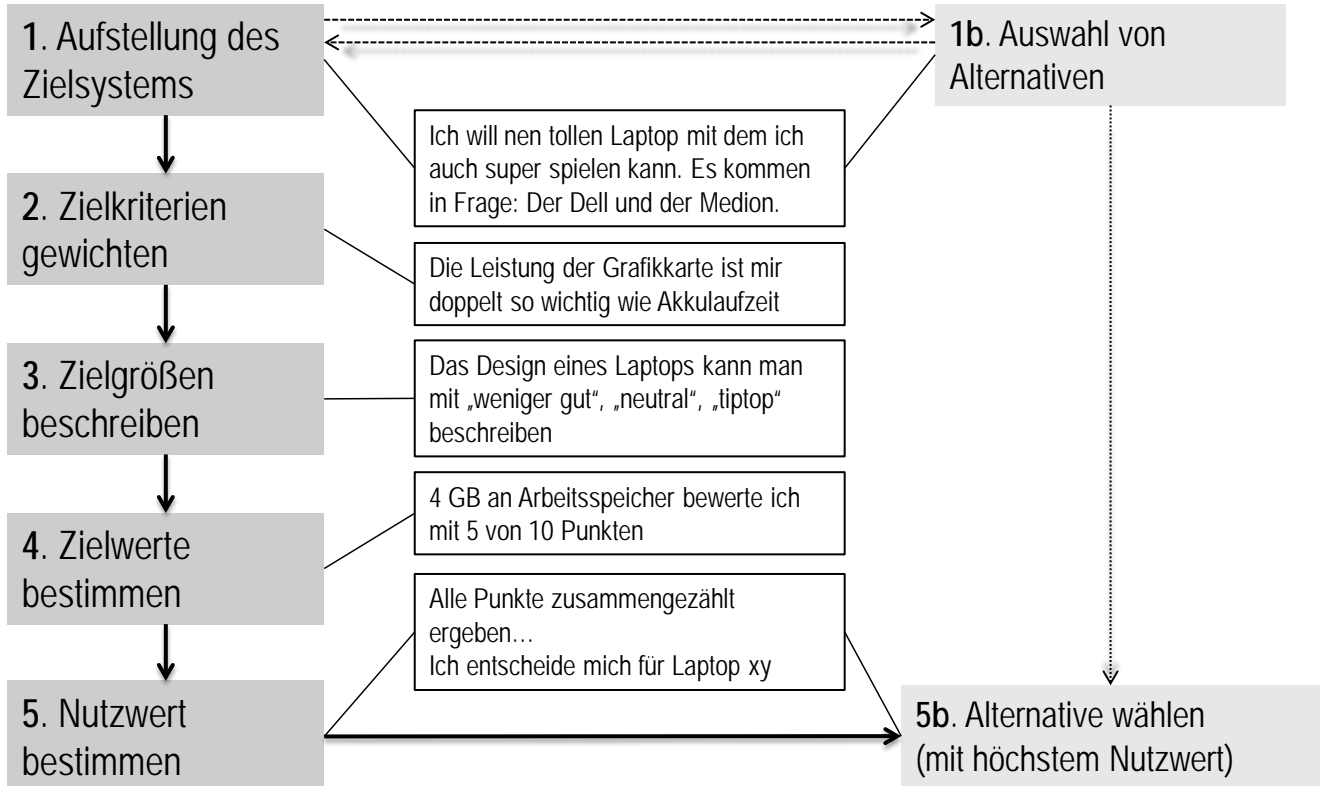 1. Aufstellung des
Zielsystems
1b. Auswahl von
Alternativen
Ich will nen tollen Laptop mit dem ich
auch super spielen kann. Es kommen
in Frage: Der Dell und der Medion.
2. Zielkriterien
gewichten
Die Leistung der Grafikkarte ist mir
doppelt so wichtig wie Akkulaufzeit
3. Zielgrößen
beschreiben
Das Design eines Laptops kann man
mit „weniger gut“, „neutral“, „tiptop“
beschreiben
4. Zielwerte
bestimmen
4 GB an Arbeitsspeicher bewerte ich
mit 5 von 10 Punkten
Alle Punkte zusammengezählt
ergeben…
Ich entscheide mich für Laptop xy
5. Nutzwert
bestimmen
5b. Alternative wählen
(mit höchstem Nutzwert)